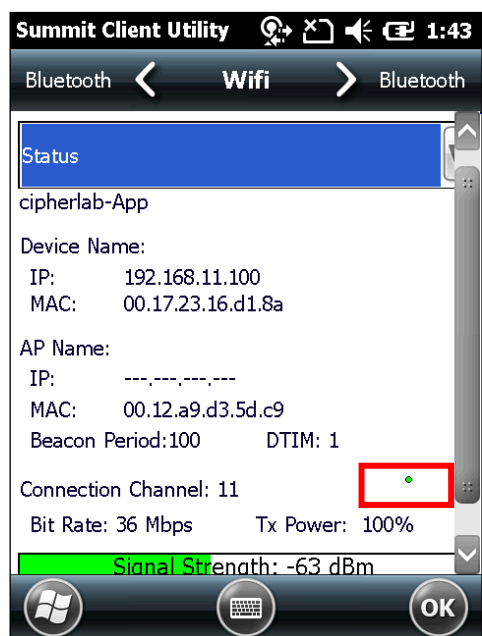 Summit Client Utility 1:43
Bluetooth Wifi Bluetooth
Status
cipherlab-App
Device Name:
IP: 192.168.11.100
MAC: 00.17.23.16.d1.8a
AP Name:
IP: ---.---.---.---
MAC: 00.12.a9.d3.5d.c9
Beacon Period:100 DTIM: 1
Connection Channel: 11
Bit Rate: 36 Mbps Tx Power: 100%
Signal Strength: -63 dBm
OK